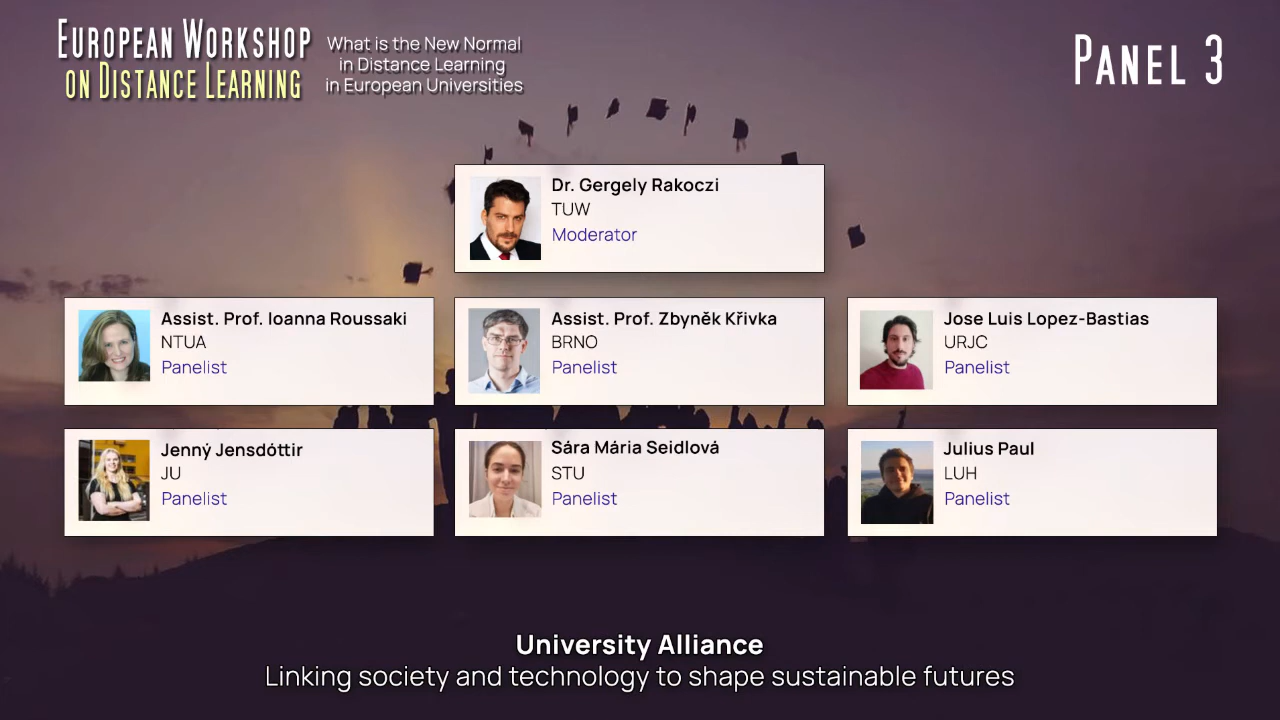 European Workshop
on Distance Learning
What is the New Normal
in Distance Learning
in European Universities
Panel 3
Dr. Gergely Rakoczi
TUW
Moderator
Assist. Prof. Ioanna Roussaki
NTUA
Panelist
Assist. Prof. Zbyněk Křivka
BRNO
Panelist
Jose Luis Lopez-Bastias
URJC
Panelist
Jenný Jensdóttir
JU
Panelist
Sára Mária Seidlová
STU
Panelist
Julius Paul
LUH
Panelist
University Alliance
Linking society and technology to shape sustainable futures